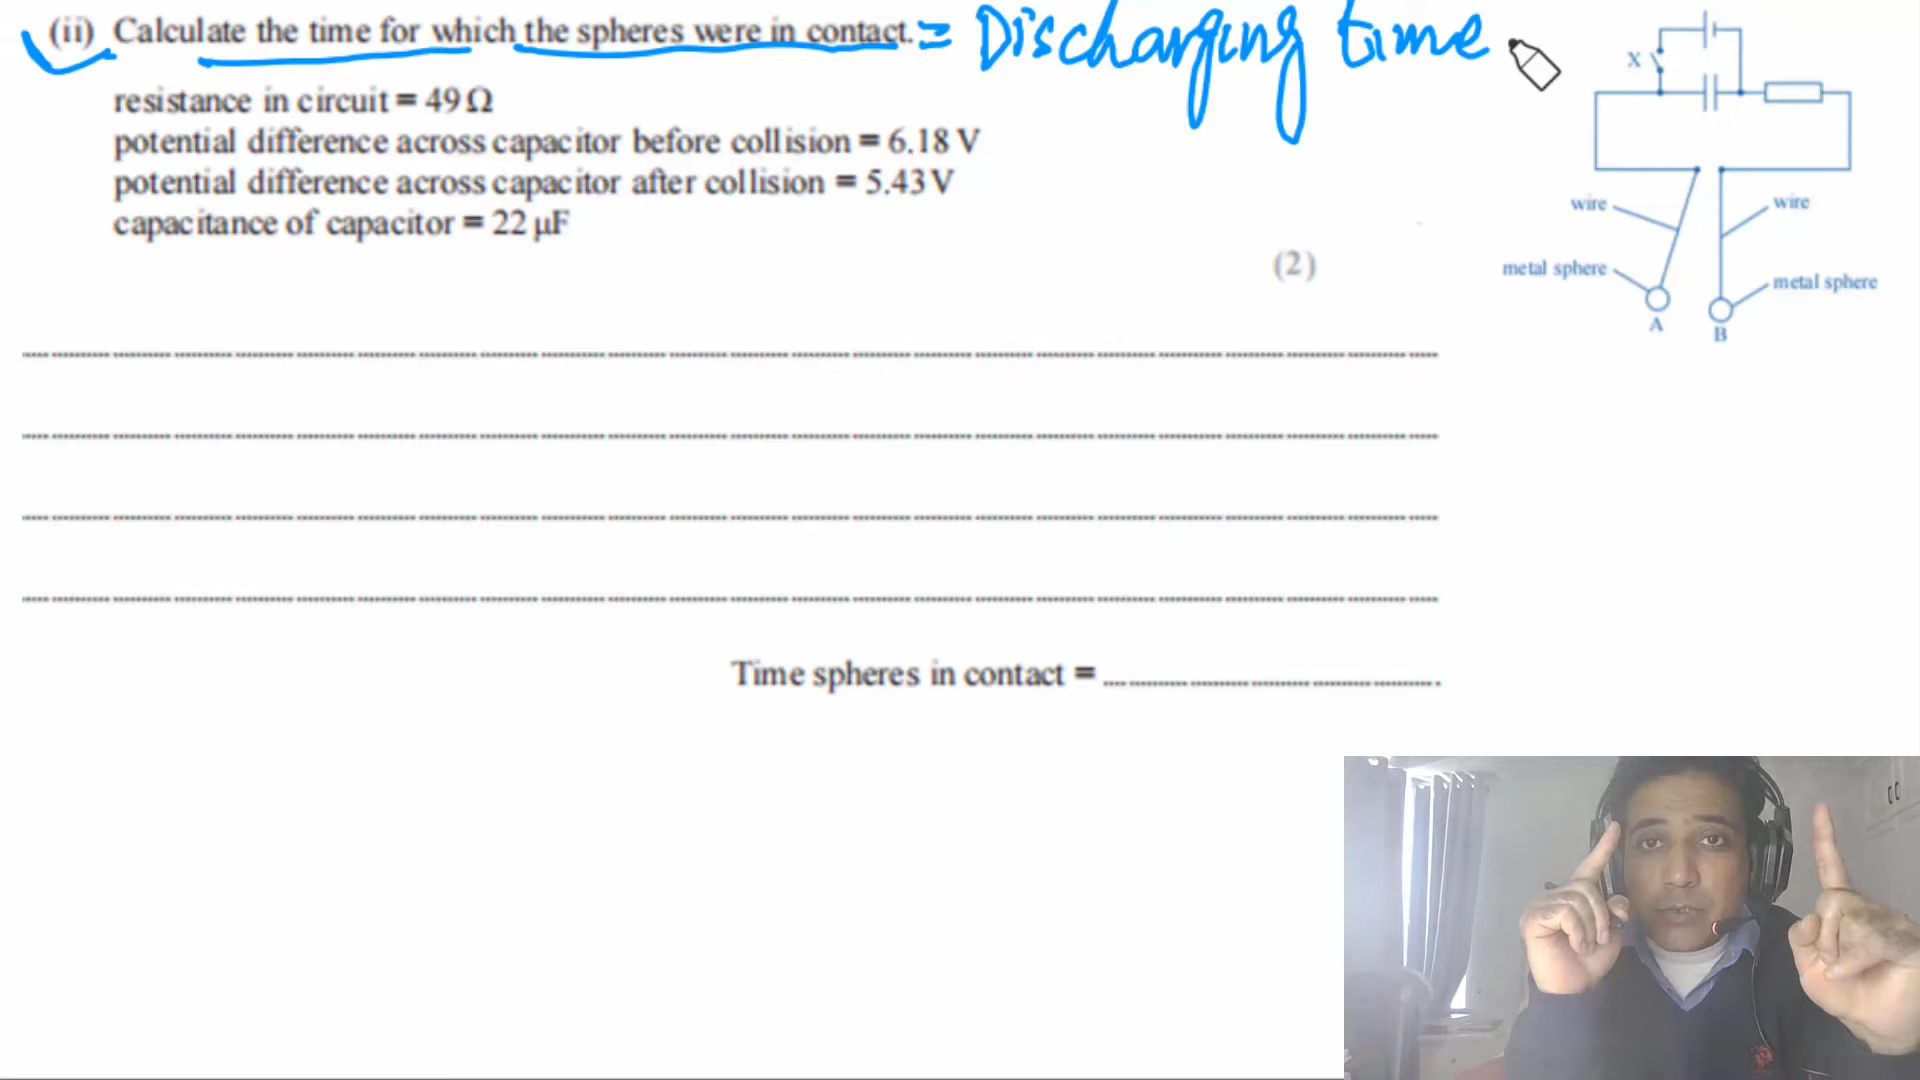 (ii) Calculate the time for which the spheres were in contact. = Discharging time
resistance in circuit = 49 Ω
potential difference across capacitor before collision = 6.18 V
potential difference across capacitor after collision = 5.43 V
capacitance of capacitor = 22 µF
(2)
X
wire
wire
metal sphere
metal sphere
A
B
Time spheres in contact =